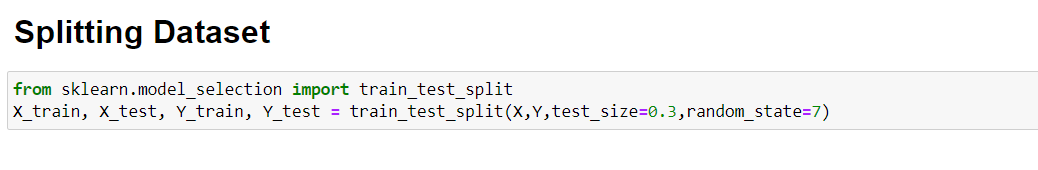 Splitting Dataset
from sklearn.model_selection import train_test_split
X_train, X_test, Y_train, Y_test = train_test_split(X,Y,test_size=0.3,random_state=7)